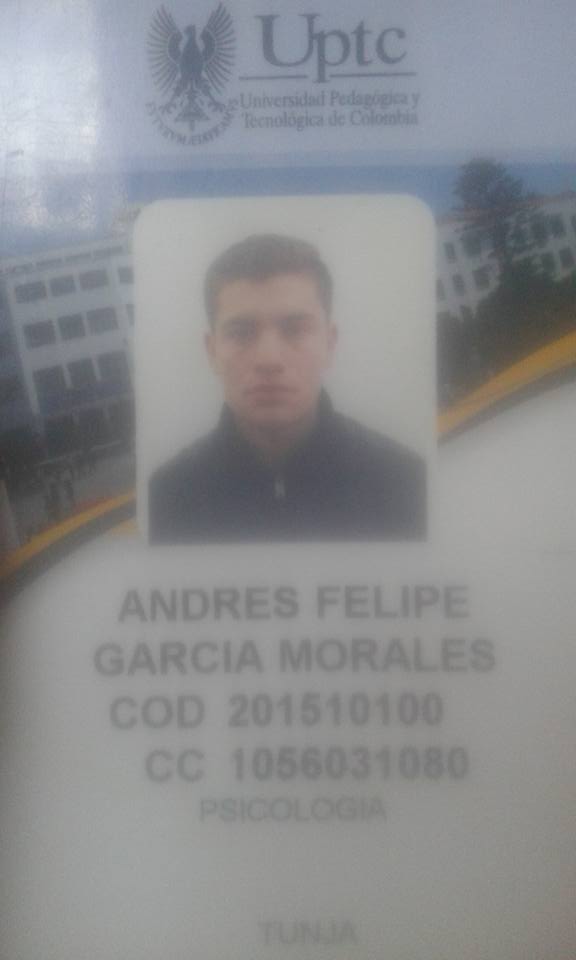 Uptc
Universidad Pedagógica y
Tecnológica de Colombia
ANDRES FELIPE
GARCIA MORALES
COD 201510100
CC 1056031080
PSICOLOGIA
TUNJA